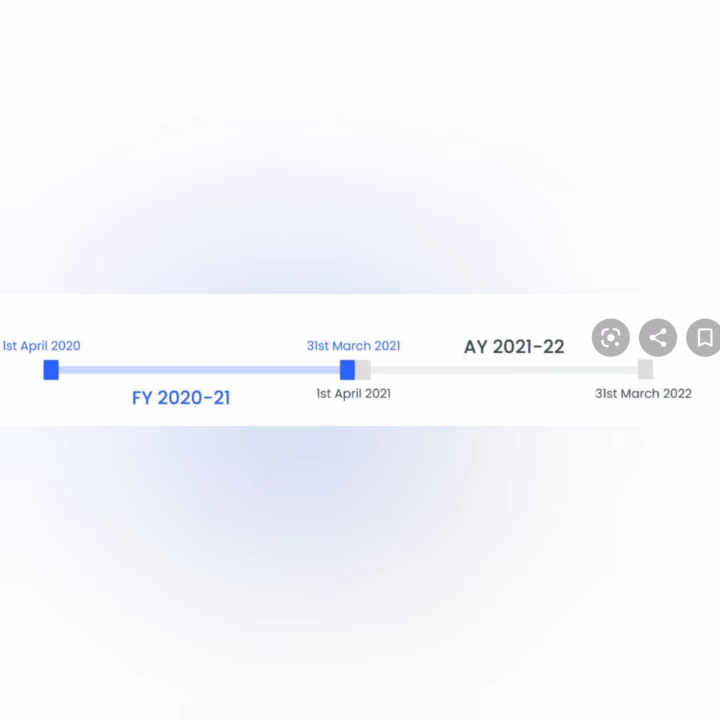 1st April 2020
31st March 2021
AY 2021-22
FY 2020-21
1st April 2021
31st March 2022